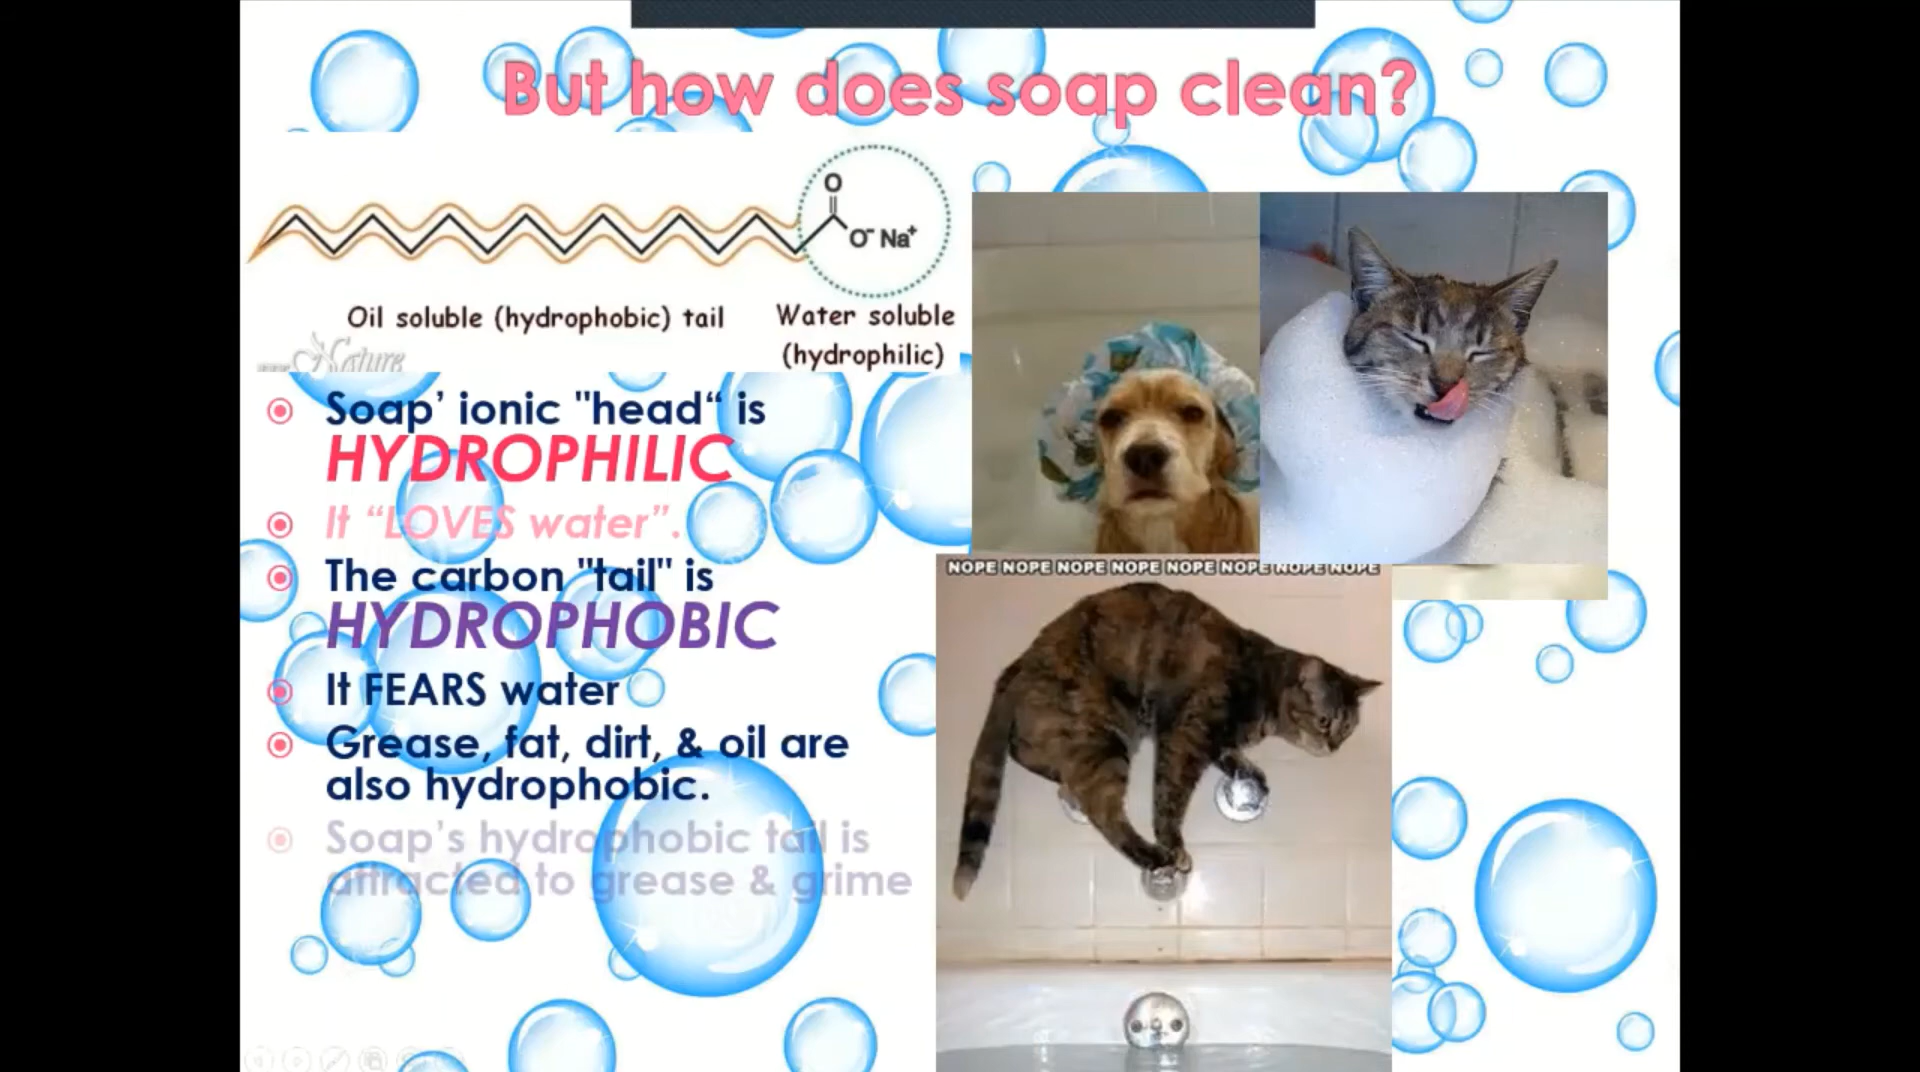 But how does soap clean?
O
O⁻ Na⁺
Oil soluble (hydrophobic) tail
Water soluble
(hydrophilic)
Nature
Soap’ ionic "head“ is
HYDROPHILIC
It “LOVES water”.
The carbon "tail" is
HYDROPHOBIC
It FEARS water
Grease, fat, dirt, & oil are
also hydrophobic.
Soap’s hydrophobic tail is
attracted to grease & grime
NOPE NOPE NOPE NOPE NOPE NOPE NOPE NOPE